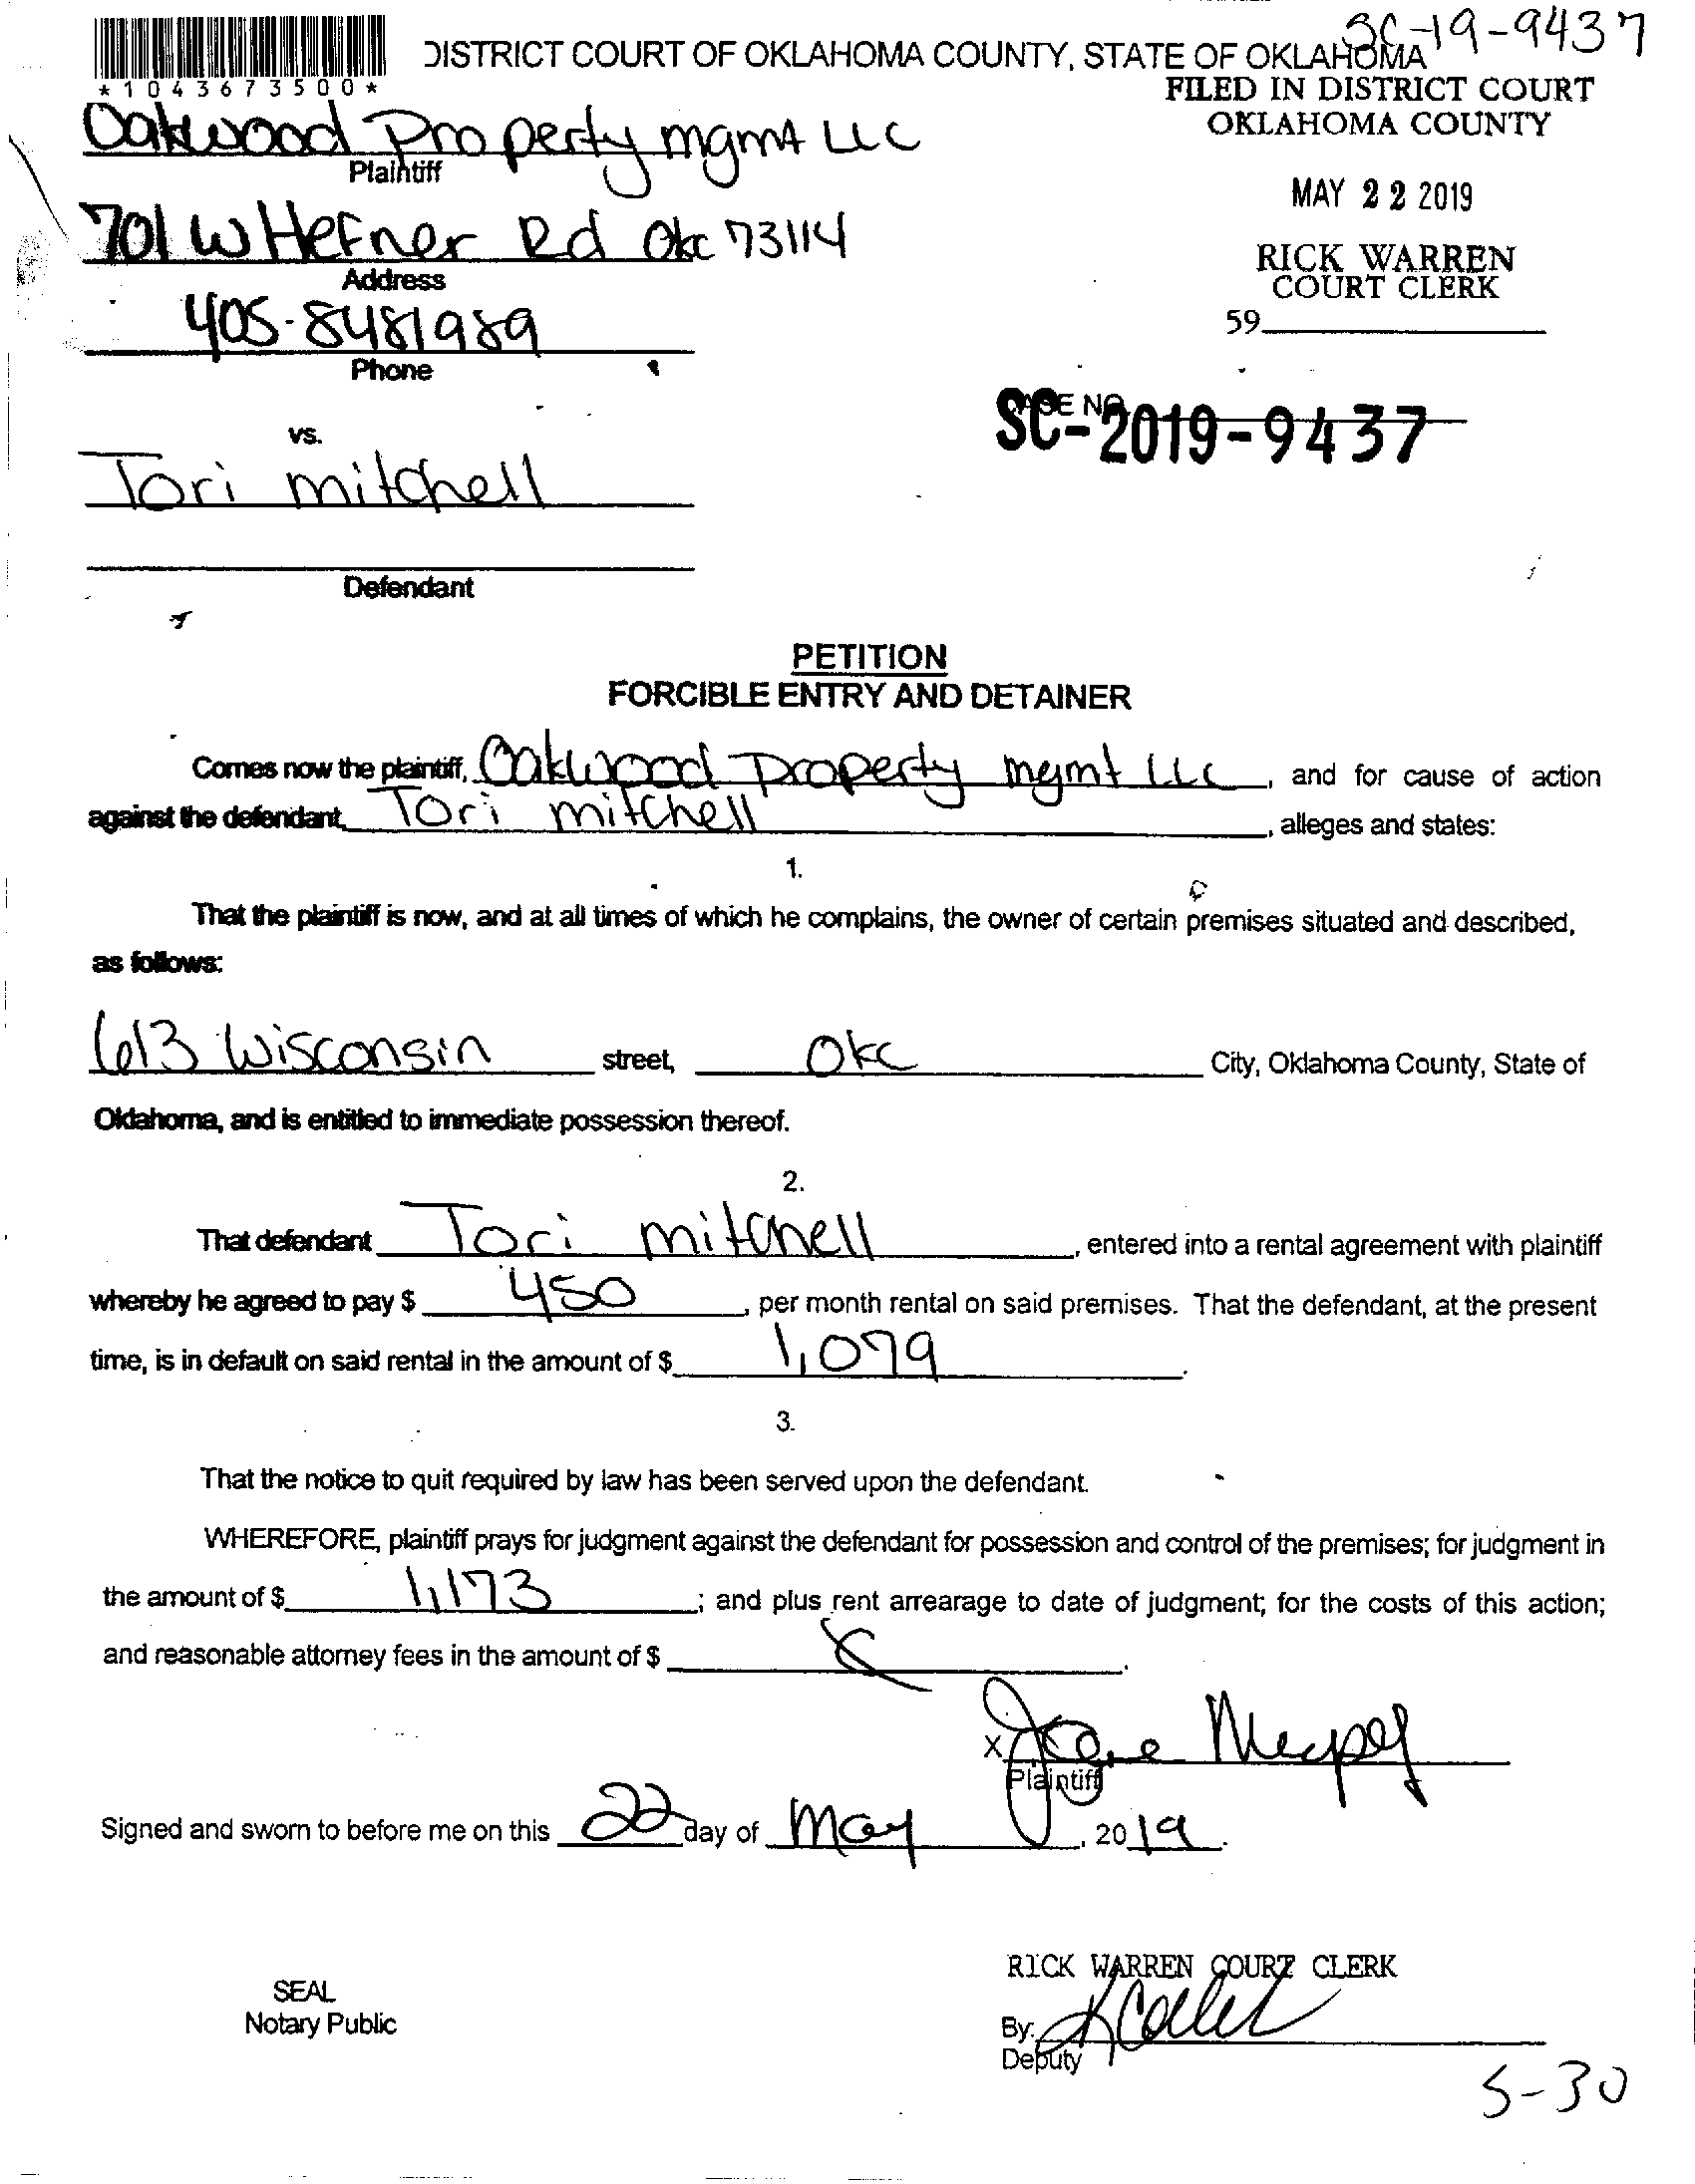 SC-19-9437
DISTRICT COURT OF OKLAHOMA COUNTY, STATE OF OKLAHOMA
*1043673500*
FILED IN DISTRICT COURT
OKLAHOMA COUNTY
Oakwood Property mgmt LLC
Plaintiff
MAY 22 2019
701 W Hefner Rd Okc 73114
Address
RICK WARREN
COURT CLERK
405-8481989
59
Phone
CASE NO.
SC-2019-9437
vs.
Tori mitchell
Defendant
PETITION
FORCIBLE ENTRY AND DETAINER
Comes now the plaintiff, Oakwood Property mgmt LLC, and for cause of action
against the defendant, Tori mitchell, alleges and states:
1.
That the plaintiff is now, and at all times of which he complains, the owner of certain premises situated and described,
as follows:
613 Wisconsin street, Okc City, Oklahoma County, State of
Oklahoma, and is entitled to immediate possession thereof.
2.
That defendant Tori mitchell, entered into a rental agreement with plaintiff
whereby he agreed to pay $ 450, per month rental on said premises. That the defendant, at the present
time, is in default on said rental in the amount of $ 1,079.
3.
That the notice to quit required by law has been served upon the defendant.
WHEREFORE, plaintiff prays for judgment against the defendant for possession and control of the premises; for judgment in
the amount of $ 1,173; and plus rent arrearage to date of judgment; for the costs of this action;
and reasonable attorney fees in the amount of $
X
Plaintiff
Signed and sworn to before me on this 22 day of May, 2019.
RICK WARREN COURT CLERK
SEAL
Notary Public
By:
Deputy
5-30